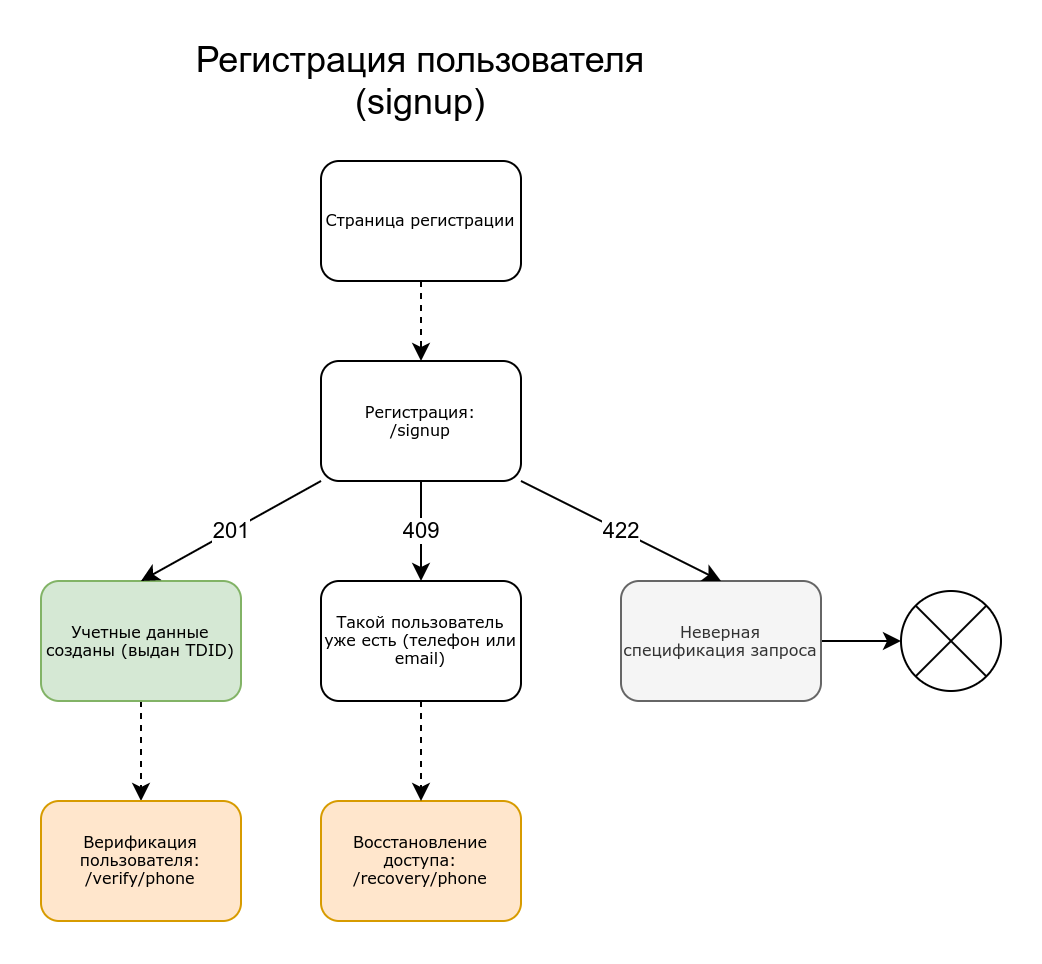 Регистрация пользователя
(signup)
Страница регистрации
Регистрация:
/signup
201
409
422
Учетные данные
созданы (выдан TDID)
Такой пользователь
уже есть (телефон или
email)
Неверная
спецификация запроса
Верификация
пользователя:
/verify/phone
Восстановление
доступа:
/recovery/phone